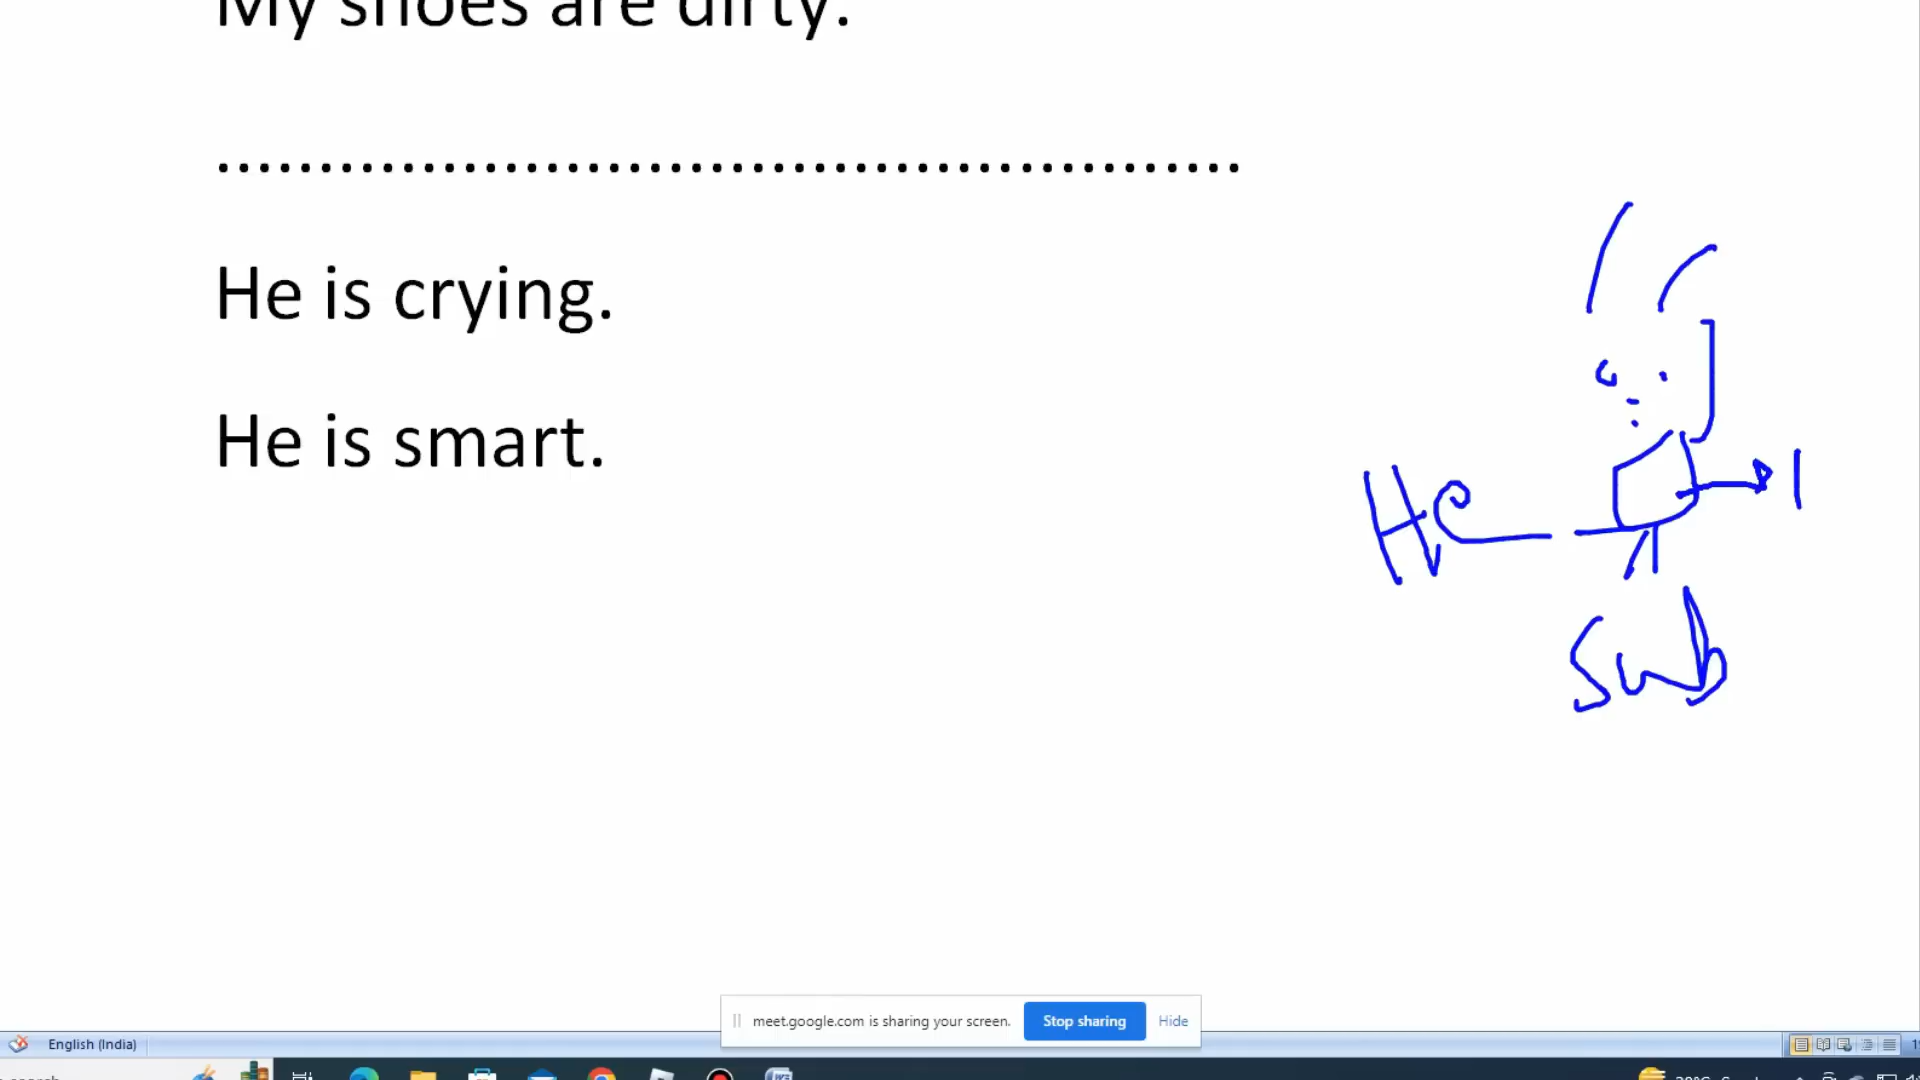 My shoes are dirty.
..................................................
He is crying.
He is smart.
He
1
Sub
meet.google.com is sharing your screen. Stop sharing Hide
English (India)